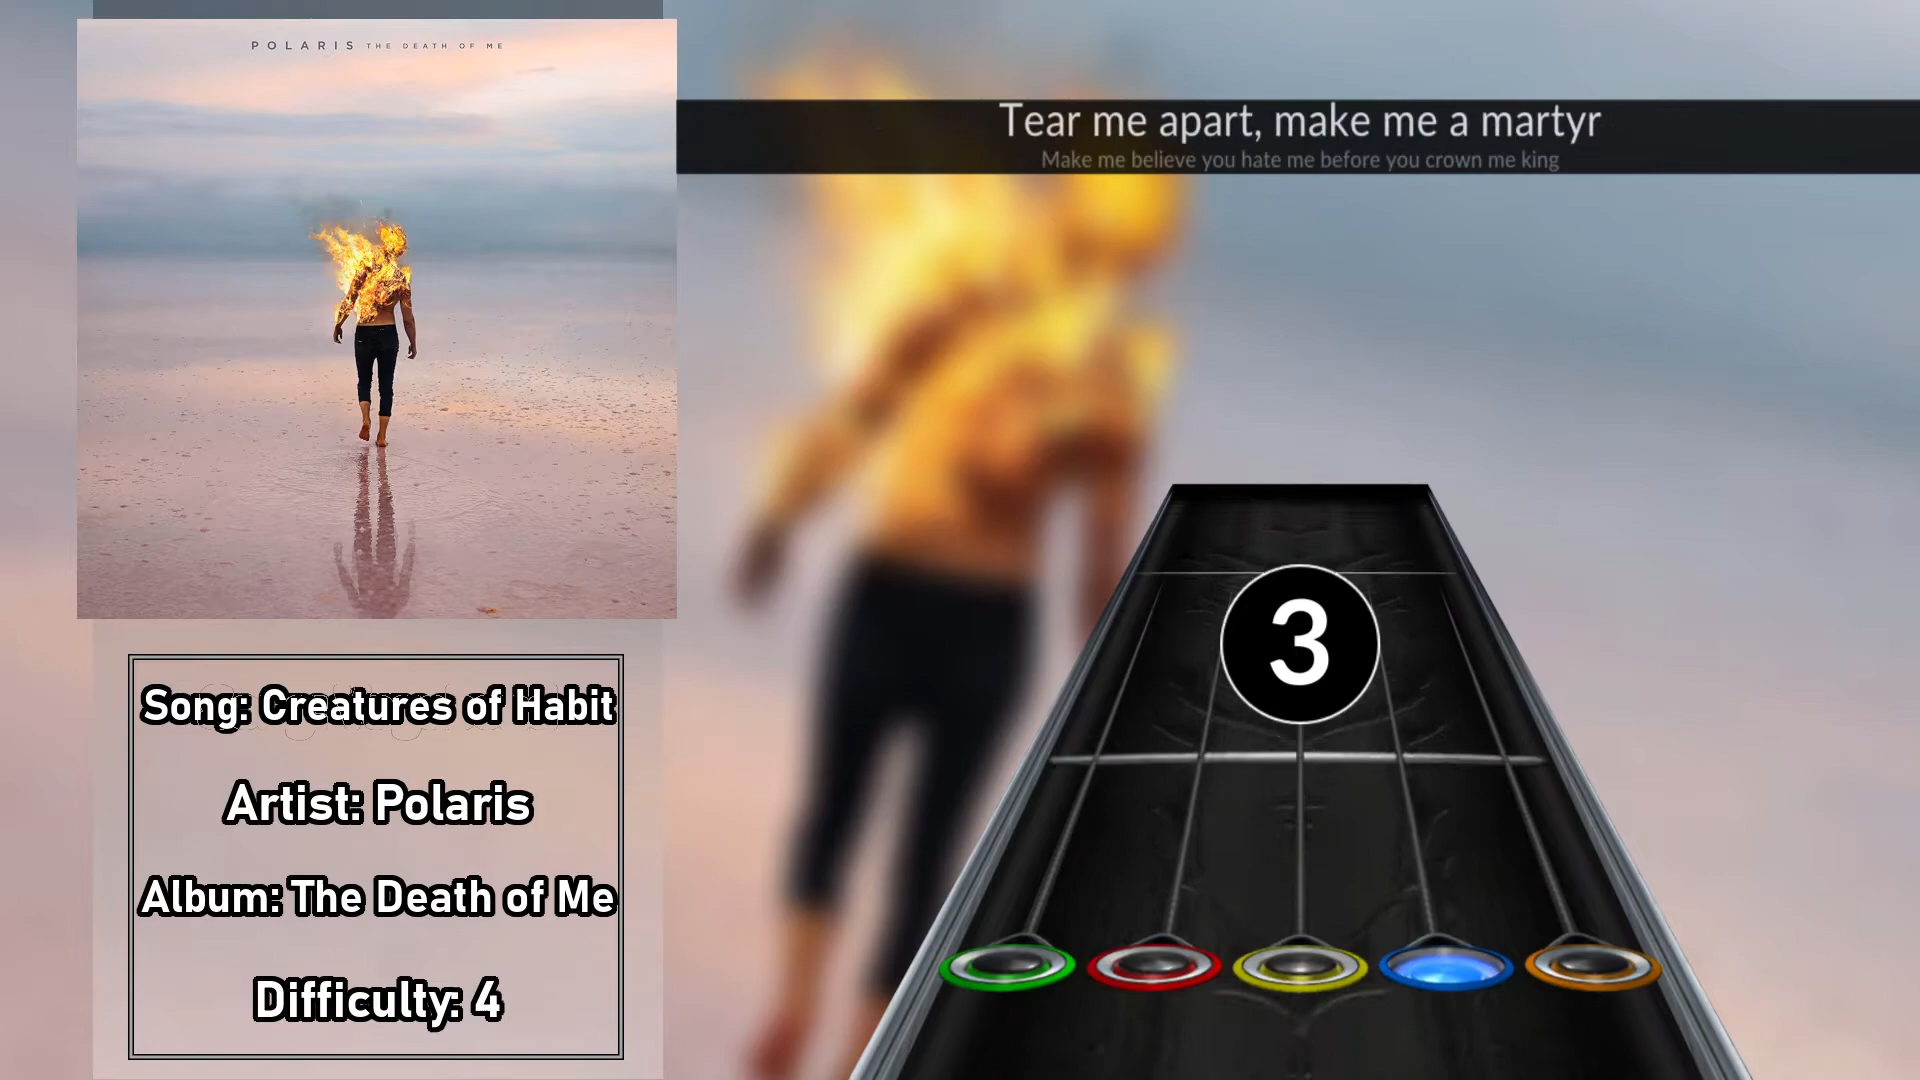 POLARIS THE DEATH OF ME
Tear me apart, make me a martyr
Make me believe you hate me before you crown me king
3
Song: Creatures of Habit
Artist: Polaris
Album: The Death of Me
Difficulty: 4